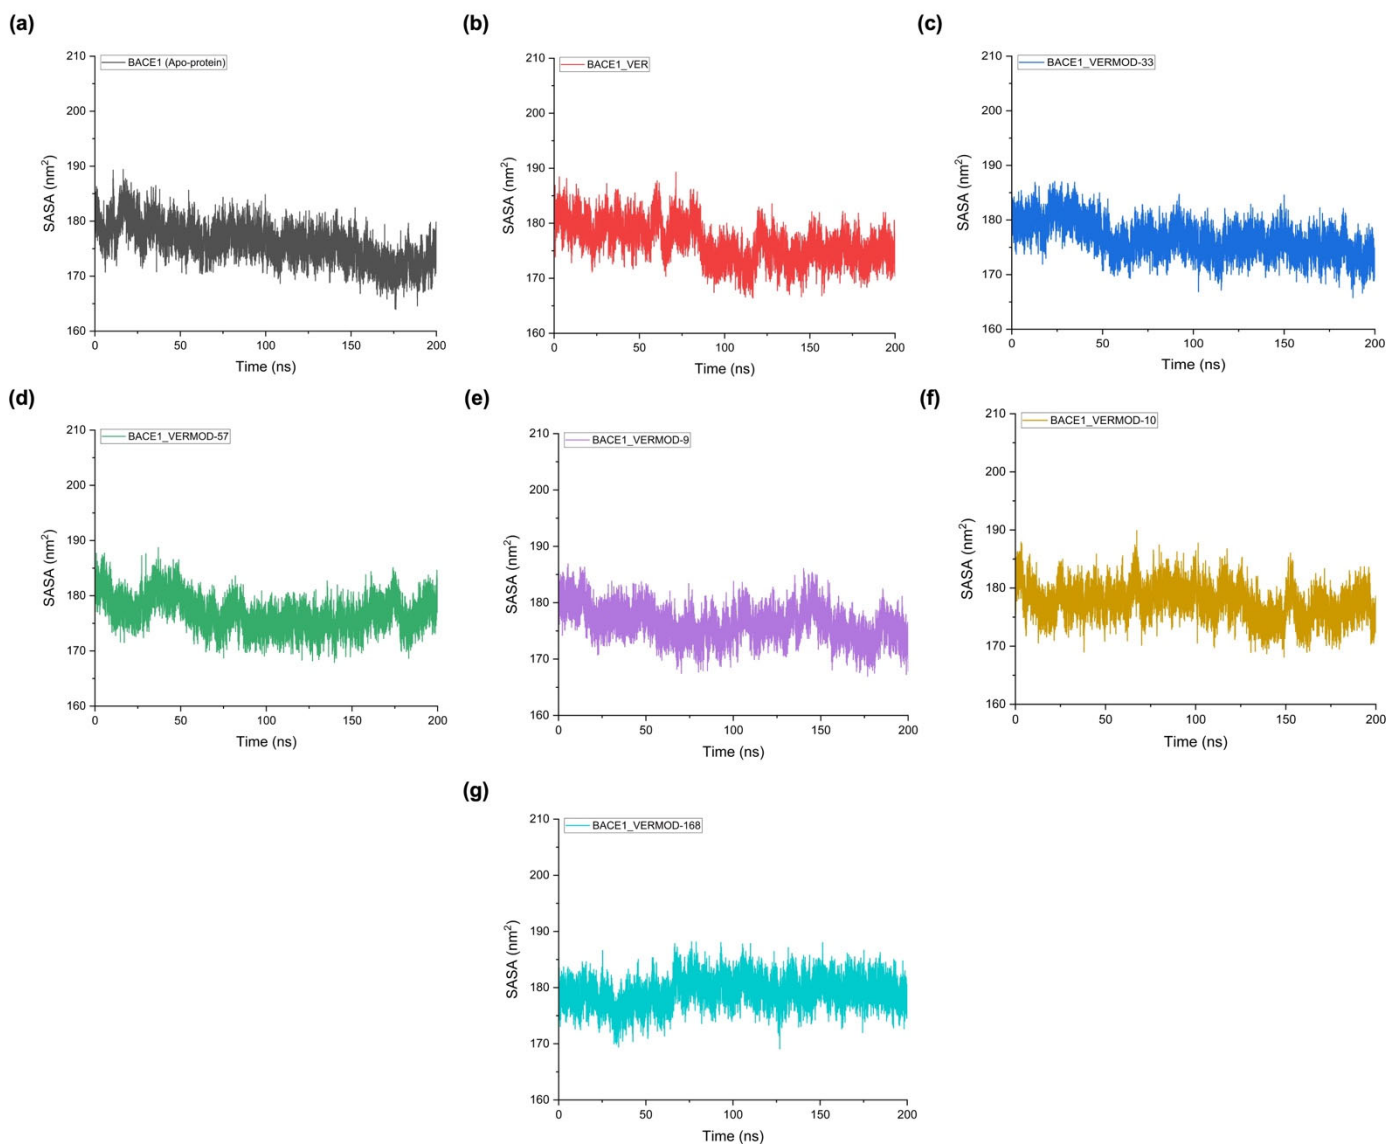 (a)
BACE1 (Apo-protein)
210
200
190
180
170
160
SASA (nm²)
0
50
100
150
200
Time (ns)
(b)
BACE1_VER
210
200
190
180
170
160
SASA (nm²)
0
50
100
150
200
Time (ns)
(c)
BACE1_VERMOD-33
210
200
190
180
170
160
SASA (nm²)
0
50
100
150
200
Time (ns)
(d)
BACE1_VERMOD-57
210
200
190
180
170
160
SASA (nm²)
0
50
100
150
200
Time (ns)
(e)
BACE1_VERMOD-9
210
200
190
180
170
160
SASA (nm²)
0
50
100
150
200
Time (ns)
(f)
BACE1_VERMOD-10
210
200
190
180
170
160
SASA (nm²)
0
50
100
150
200
Time (ns)
(g)
BACE1_VERMOD-168
210
200
190
180
170
160
SASA (nm²)
0
50
100
150
200
Time (ns)